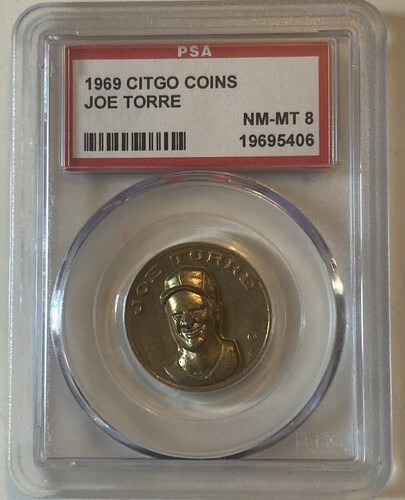 PSA
1969 CITGO COINS
JOE TORRE
NM-MT 8
19695406
JOE TORRE